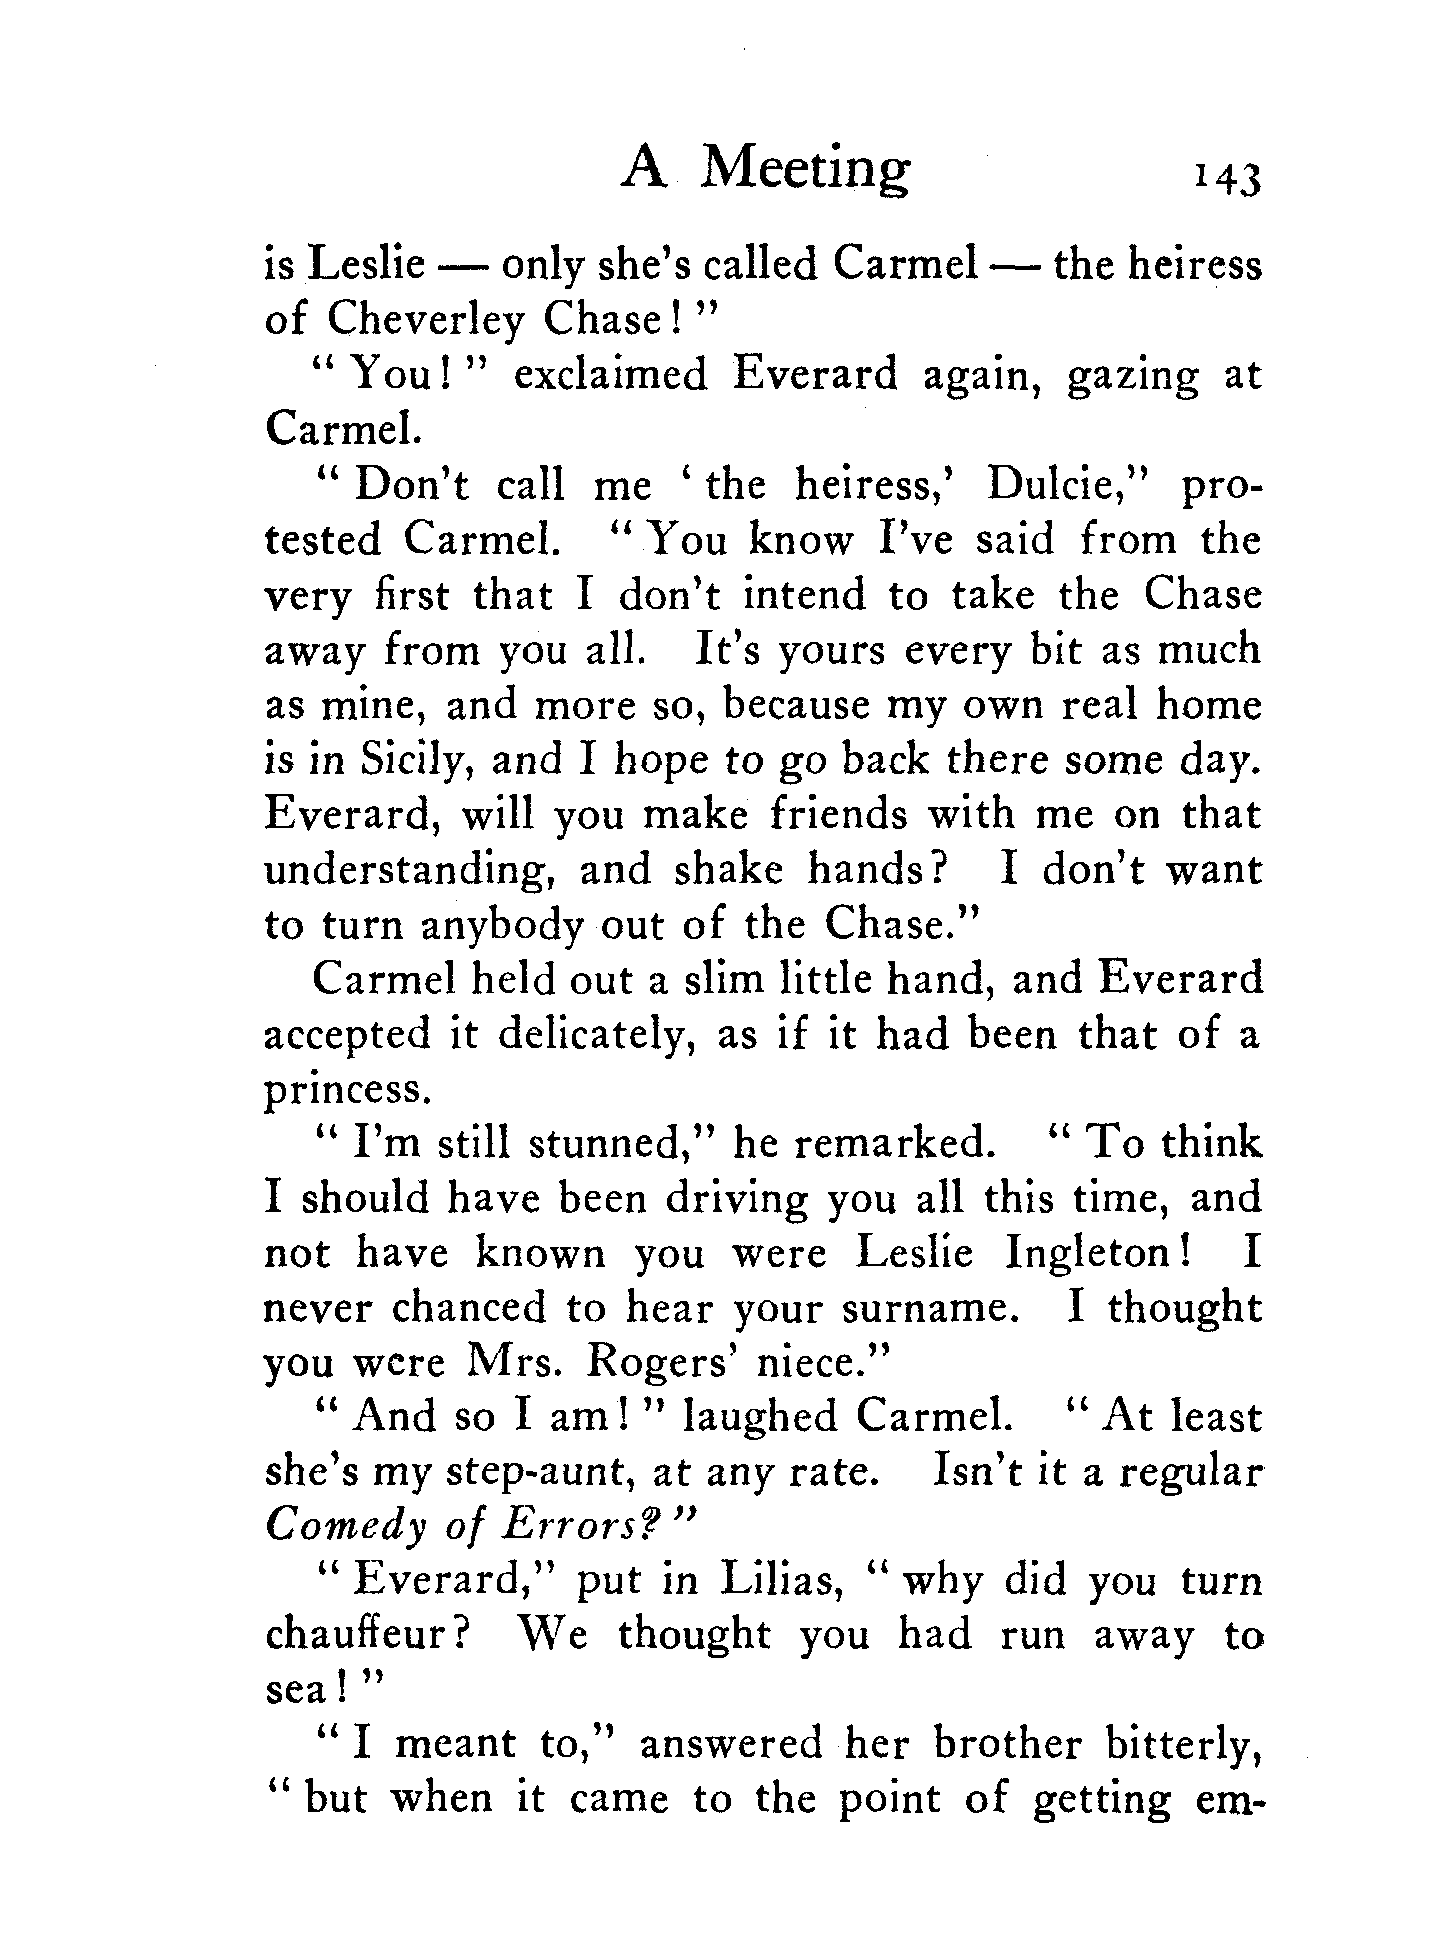 A Meeting 143
is Leslie — only she's called Carmel — the heiress
of Cheverley Chase! "
" You! " exclaimed Everard again, gazing at
Carmel.
" Don't call me ' the heiress,' Dulcie," pro-
tested Carmel. " You know I've said from the
very first that I don't intend to take the Chase
away from you all. It's yours every bit as much
as mine, and more so, because my own real home
is in Sicily, and I hope to go back there some day.
Everard, will you make friends with me on that
understanding, and shake hands? I don't want
to turn anybody out of the Chase."
Carmel held out a slim little hand, and Everard
accepted it delicately, as if it had been that of a
princess.
" I'm still stunned," he remarked. " To think
I should have been driving you all this time, and
not have known you were Leslie Ingleton! I
never chanced to hear your surname. I thought
you were Mrs. Rogers' niece."
" And so I am! " laughed Carmel. " At least
she's my step-aunt, at any rate. Isn't it a regular
Comedy of Errors? "
" Everard," put in Lilias, " why did you turn
chauffeur? We thought you had run away to
sea! "
" I meant to," answered her brother bitterly,
" but when it came to the point of getting em-